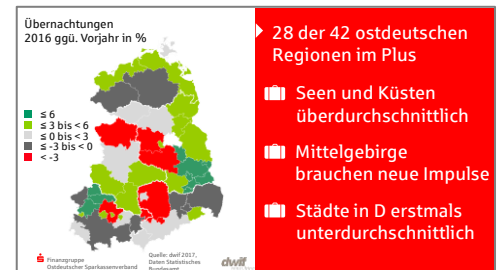 Übernachtungen
2016 ggü. Vorjahr in %
≤ 6
≤ 3 bis < 6
≤ 0 bis < 3
≤ -3 bis < 0
< -3
Finanzgruppe
Ostdeutscher Sparkassenverband
Quelle: dwif 2017,
Daten Statistisches
Bundesamt
dwif
28 der 42 ostdeutschen
Regionen im Plus
Seen und Küsten
überdurchschnittlich
Mittelgebirge
brauchen neue Impulse
Städte in D erstmals
unterdurchschnittlich